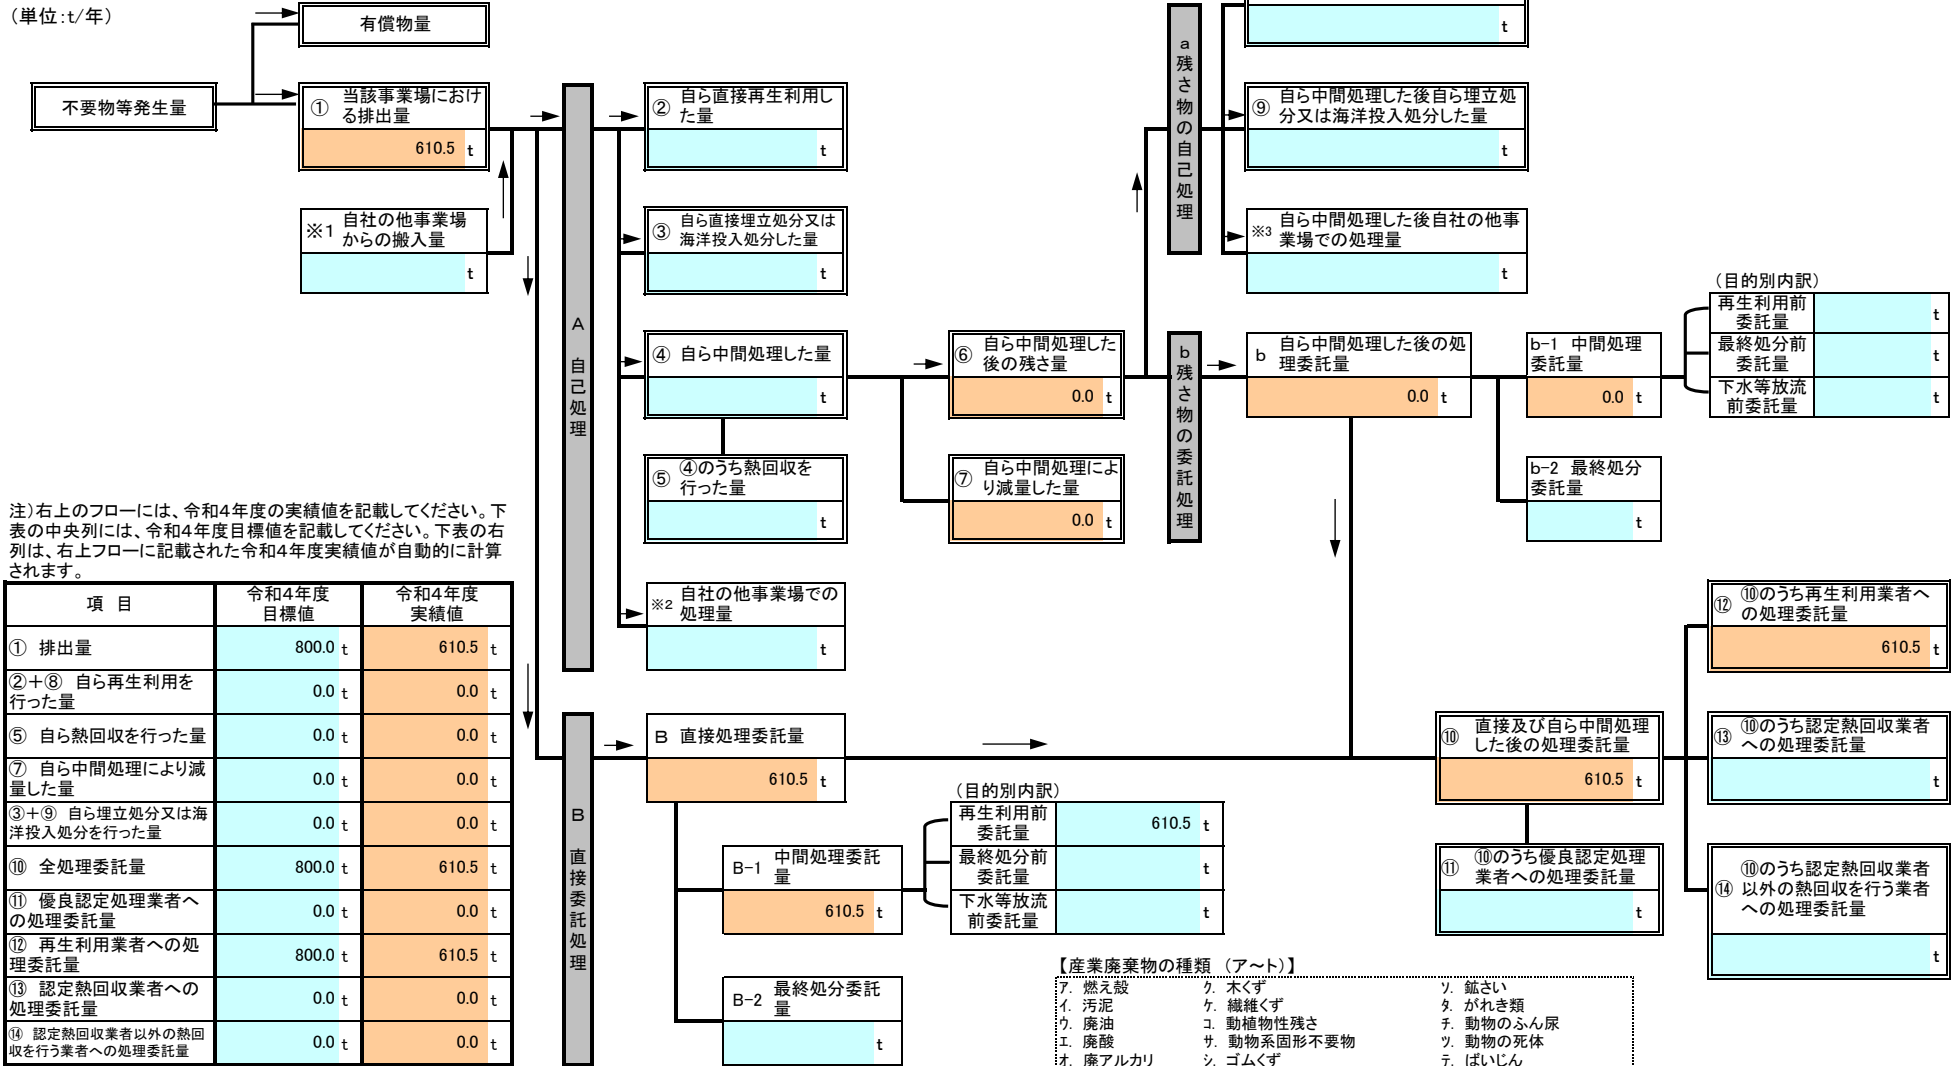 （単位：t/年）
有償物量
不要物等発生量
① 当該事業場におけ
る排出量
610.5 t
※1 自社の他事業場
からの搬入量
t
A 自己処理
② 自ら直接再生利用し
た量
t
③ 自ら直接埋立処分又は
海洋投入処分した量
t
④ 自ら中間処理した量
t
⑤ ④のうち熱回収を
行った量
t
※2 自社の他事業場での
処理量
t
⑥ 自ら中間処理した
後の残さ量
0.0 t
⑦ 自ら中間処理によ
り減量した量
0.0 t
a 残さ物の自己処理
t
⑨ 自ら中間処理した後自ら埋立処
分又は海洋投入処分した量
t
※3 自ら中間処理した後自社の他事
業場での処理量
t
b 残さ物の委託処理
b 自ら中間処理した後の処
理委託量
0.0 t
b-1 中間処理
委託量
0.0 t
b-2 最終処分
委託量
t
（目的別内訳）
再生利用前
委託量
t
最終処分前
委託量
t
下水等放流
前委託量
t
注）右上のフローには、令和4年度の実績値を記載してください。下
表の中央列には、令和4年度目標値を記載してください。下表の右
列は、右上フローに記載された令和4年度実績値が自動的に計算
されます。
項 目 令和4年度 目標値 令和4年度 実績値
① 排出量 800.0 t 610.5 t
②＋⑧ 自ら再生利用を
行った量 0.0 t 0.0 t
⑤ 自ら熱回収を行った量 0.0 t 0.0 t
⑦ 自ら中間処理により減
量した量 0.0 t 0.0 t
③＋⑨ 自ら埋立処分又は海
洋投入処分を行った量 0.0 t 0.0 t
⑩ 全処理委託量 800.0 t 610.5 t
⑪ 優良認定処理業者へ
の処理委託量 0.0 t 0.0 t
⑫ 再生利用業者への処
理委託量 800.0 t 610.5 t
⑬ 認定熱回収業者への
処理委託量 0.0 t 0.0 t
⑭ 認定熱回収業者以外の熱回
収を行う業者への処理委託量 0.0 t 0.0 t
B 直接委託処理
B 直接処理委託量
610.5 t
B-1 中間処理委託
量
610.5 t
B-2 最終処分委託
量
t
（目的別内訳）
再生利用前
委託量
610.5 t
最終処分前
委託量
t
下水等放流
前委託量
t
⑩ 直接及び自ら中間処理
した後の処理委託量
610.5 t
⑪ ⑩のうち優良認定処理
業者への処理委託量
t
⑫ ⑩のうち再生利用業者へ
の処理委託量
610.5 t
⑬ ⑩のうち認定熱回収業者
への処理委託量
t
⑭ ⑩のうち認定熱回収業者
以外の熱回収を行う業者
への処理委託量
t
【産業廃棄物の種類 （ア～ト）】
ア. 燃え殻 ク. 木くず ソ. 鉱さい
イ. 汚泥 ケ. 繊維くず タ. がれき類
ウ. 廃油 コ. 動植物性残さ チ. 動物のふん尿
エ. 廃酸 サ. 動物系固形不要物 ツ. 動物の死体
オ. 廃アルカリ シ. ゴムくず テ. ばいじん